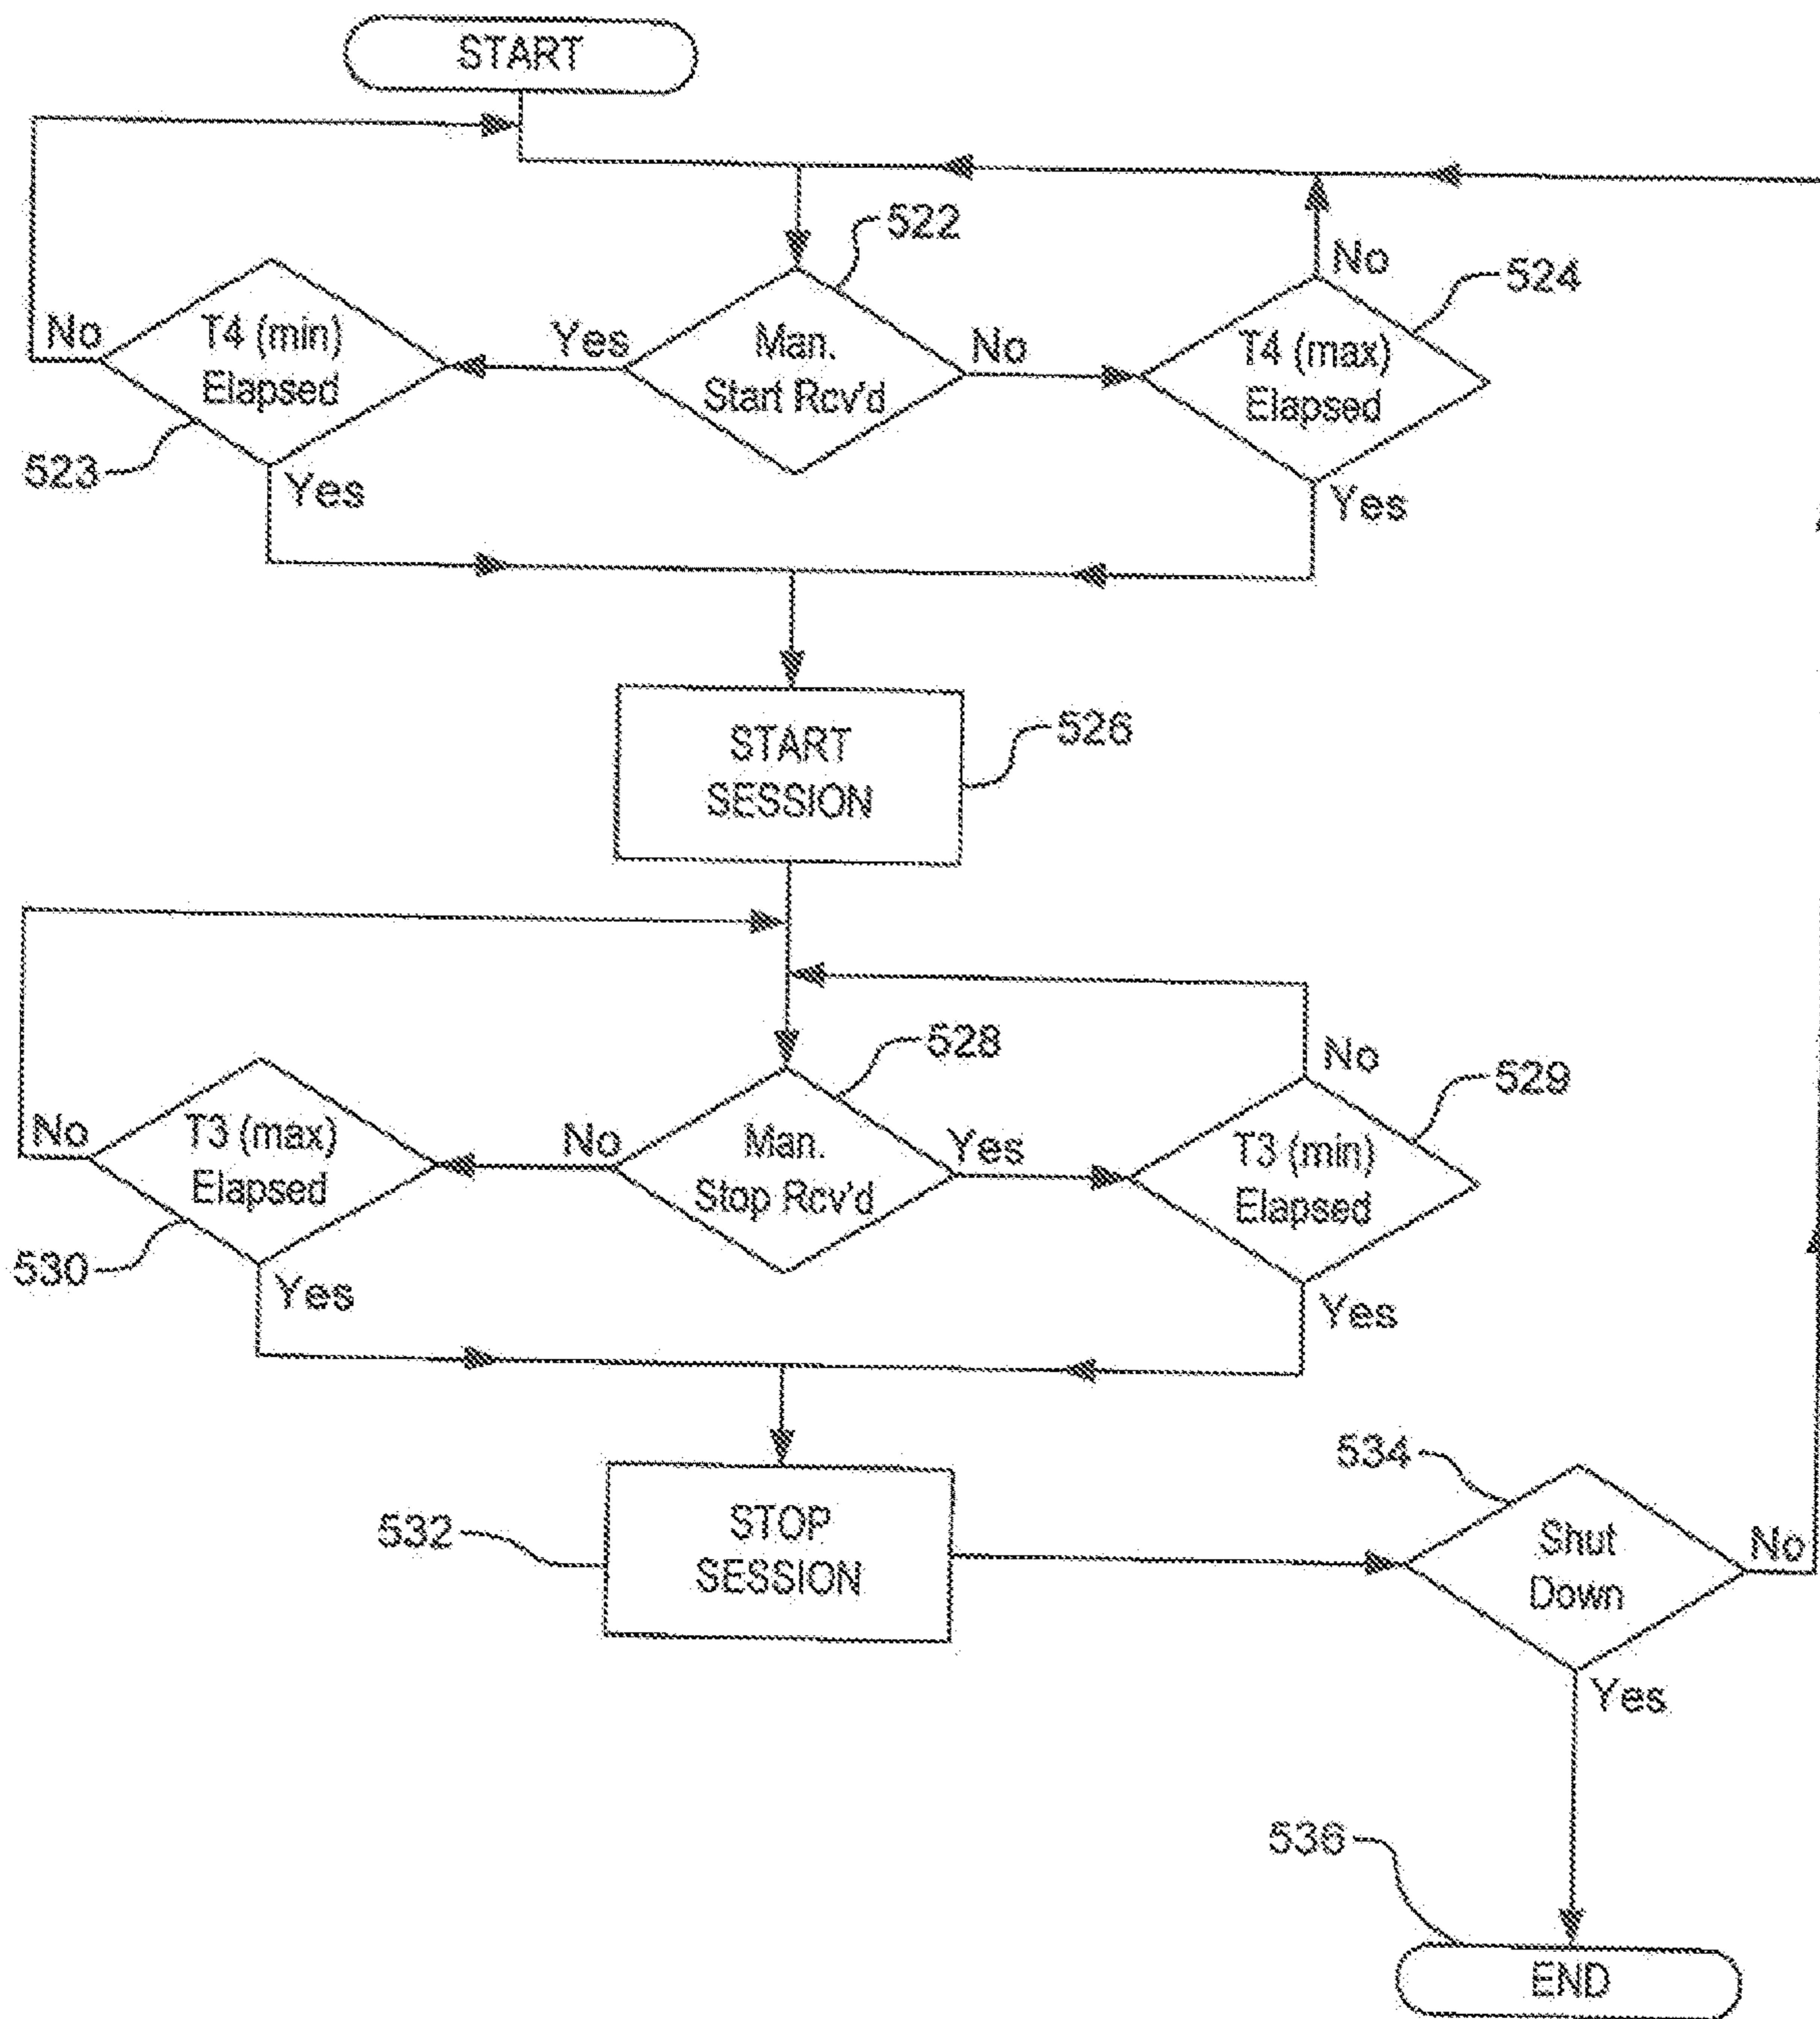 START
522
524
No
No
T4 (min)
Elapsed
Yes
Man.
Start Rcv'd
No
T4 (max)
Elapsed
523
Yes
Yes
START
SESSION
526
528
529
No
No
T3 (max)
Elapsed
No
Man.
Stop Rcv'd
Yes
T3 (min)
Elapsed
530
Yes
Yes
534
532
STOP
SESSION
Shut
Down
No
Yes
536
END